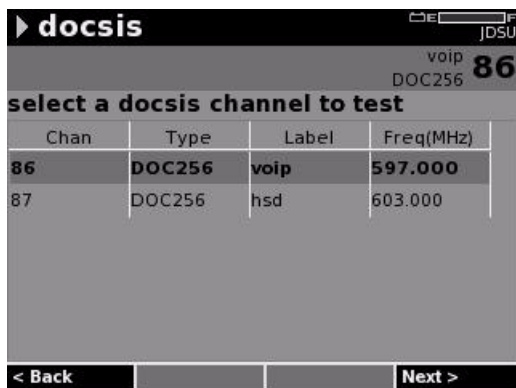 docsis
E F
JDSU
voip
DOC256 86
select a docsis channel to test
Chan Type Label Freq(MHz)
86 DOC256 voip 597.000
87 DOC256 hsd 603.000
< Back Next >